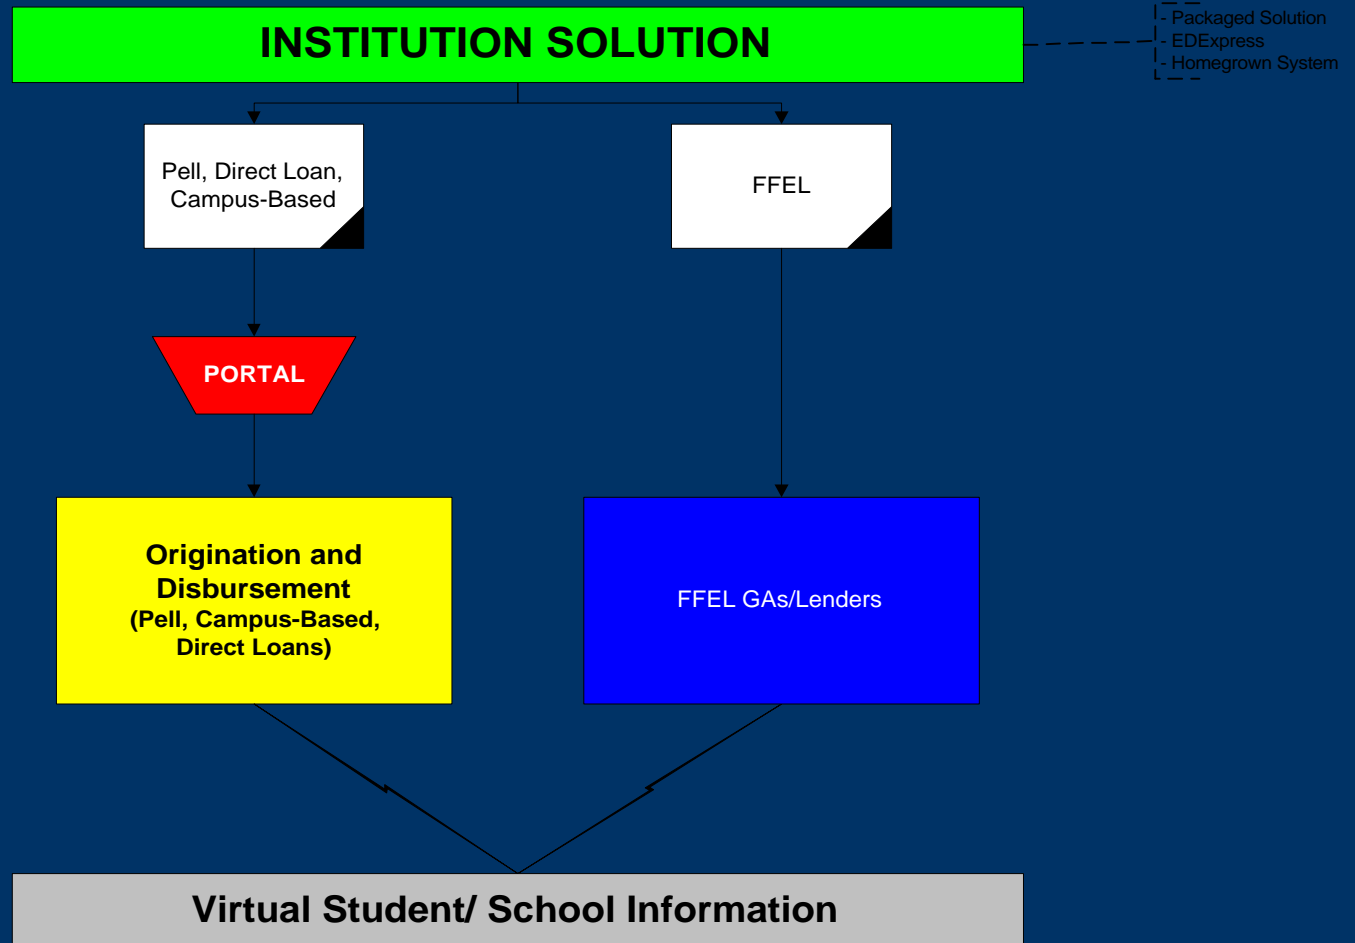 INSTITUTION SOLUTION
- Packaged Solution
- EDExpress
- Homegrown System
Pell, Direct Loan,
Campus-Based
FFEL
PORTAL
Origination and
Disbursement
(Pell, Campus-Based,
Direct Loans)
FFEL GAs/Lenders
Virtual Student/ School Information